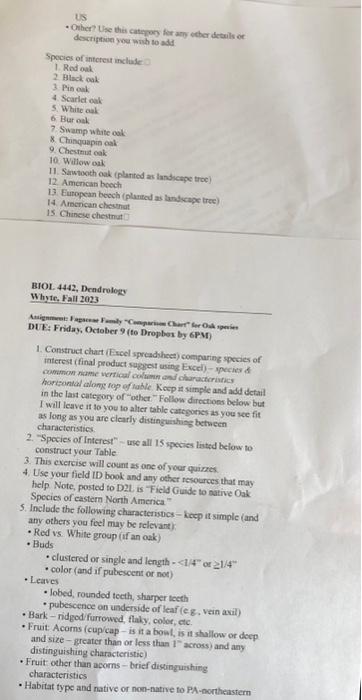 US
• Other? Use this category for any other details or
description you wish to add
Species of interest include
1. Red oak
2. Black oak
3. Pin oak
4. Scarlet oak
5. White oak
6. Bur oak
7. Swamp white oak
8. Chinquapin oak
9. Chestnut oak
10. Willow oak
11. Sawtooth oak (planted as landscape tree)
12. American beech
13. European beech (planted as landscape tree)
14. American chestnut
15. Chinese chestnut
BIOL 4442, Dendrology
Whyte, Fall 2023
Assignment: Fagaceae Family "Comparison Chart" for Oak species
DUE: Friday, October 9 (to Dropbox by 6PM)
1. Construct chart (Excel spreadsheet) comparing species of
interest (final product suggest using Excel) - species &
common name vertical column and characteristics
horizontal along top of table. Keep it simple and add detail
in the last category of "other." Follow directions below but
I will leave it to you to alter table categories as you see fit
as long as you are clearly distinguishing between
characteristics.
2. "Species of Interest" - use all 15 species listed below to
construct your Table.
3. This exercise will count as one of your quizzes.
4. Use your field ID book and any other resources that may
help. Note, posted to D2L is "Field Guide to native Oak
Species of eastern North America"
5. Include the following characteristics - keep it simple (and
any others you feel may be relevant):
• Red vs. White group (if an oak)
• Buds
• clustered or single and length - <1/4" or ≥1/4"
• color (and if pubescent or not)
• Leaves
• lobed, rounded teeth, sharper teeth
• pubescence on underside of leaf (e.g., vein axil)
• Bark – ridged/furrowed, flaky, color, etc.
• Fruit: Acorns (cup/cap – is it a bowl, is it shallow or deep
and size – greater than or less than 1" across) and any
distinguishing characteristic)
• Fruit: other than acorns – brief distinguishing
characteristics
• Habitat type and native or non-native to PA-northeastern